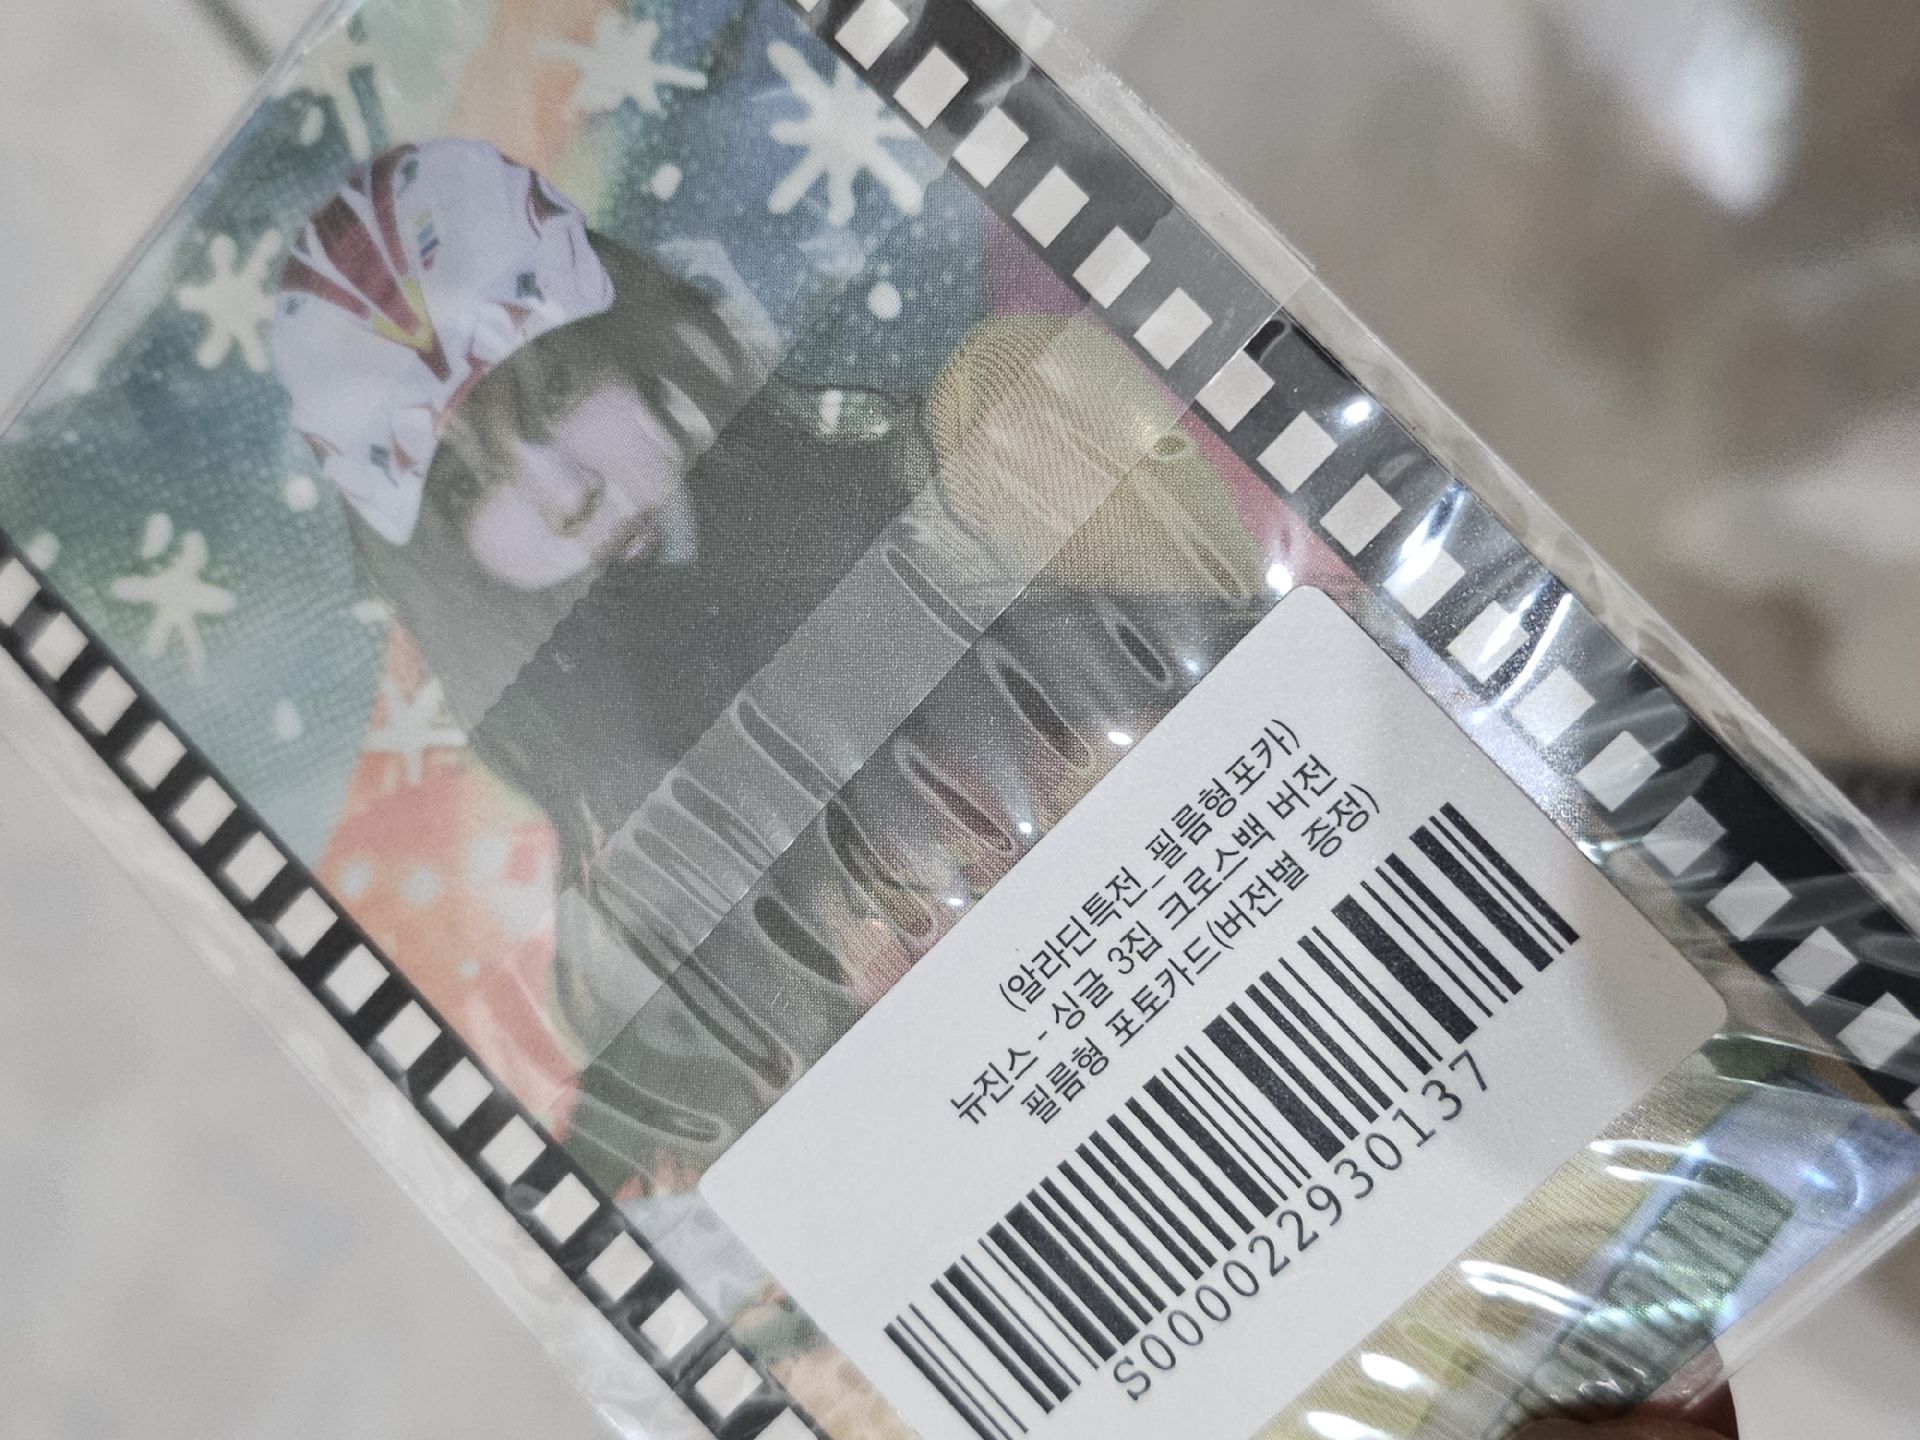 (알라딘특전_필름형포카)
뉴진스 - 싱글 3집 크로스백 버전
필름형 포토카드(버전별 증정)
S000229930137